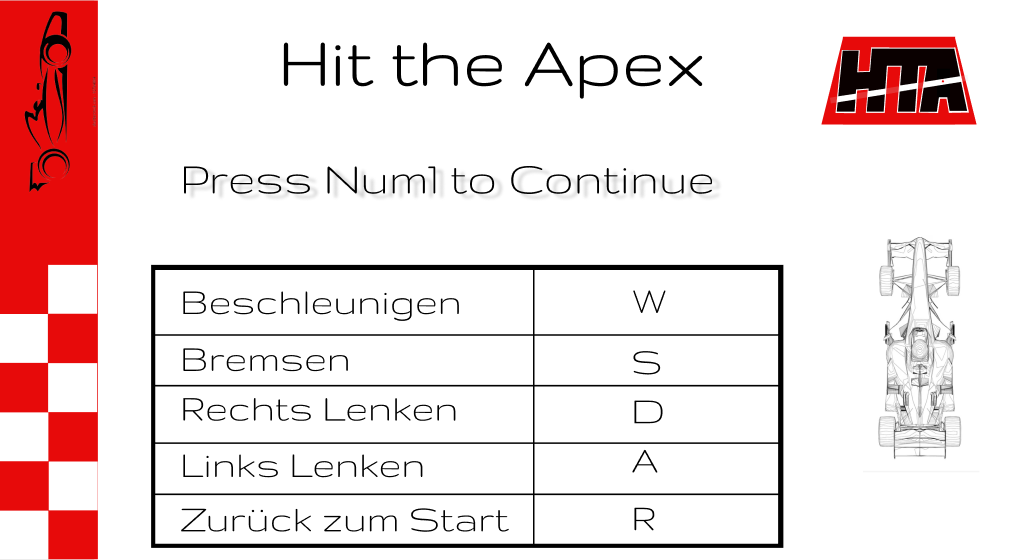 Hit the Apex
HTA
Press Num1 to Continue
Beschleunigen W
Bremsen S
Rechts Lenken D
Links Lenken A
Zurück zum Start R